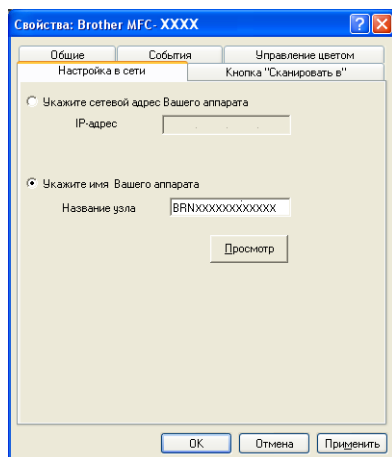 Свойства: Brother MFC- XXXX
Общие События Управление цветом
Настройка в сети Кнопка "Сканировать в"
Укажите сетевой адрес Вашего аппарата
IP-адрес
Укажите имя Вашего аппарата
Название узла BRNXXXXXXXXXXXX
Просмотр
OK Отмена Применить